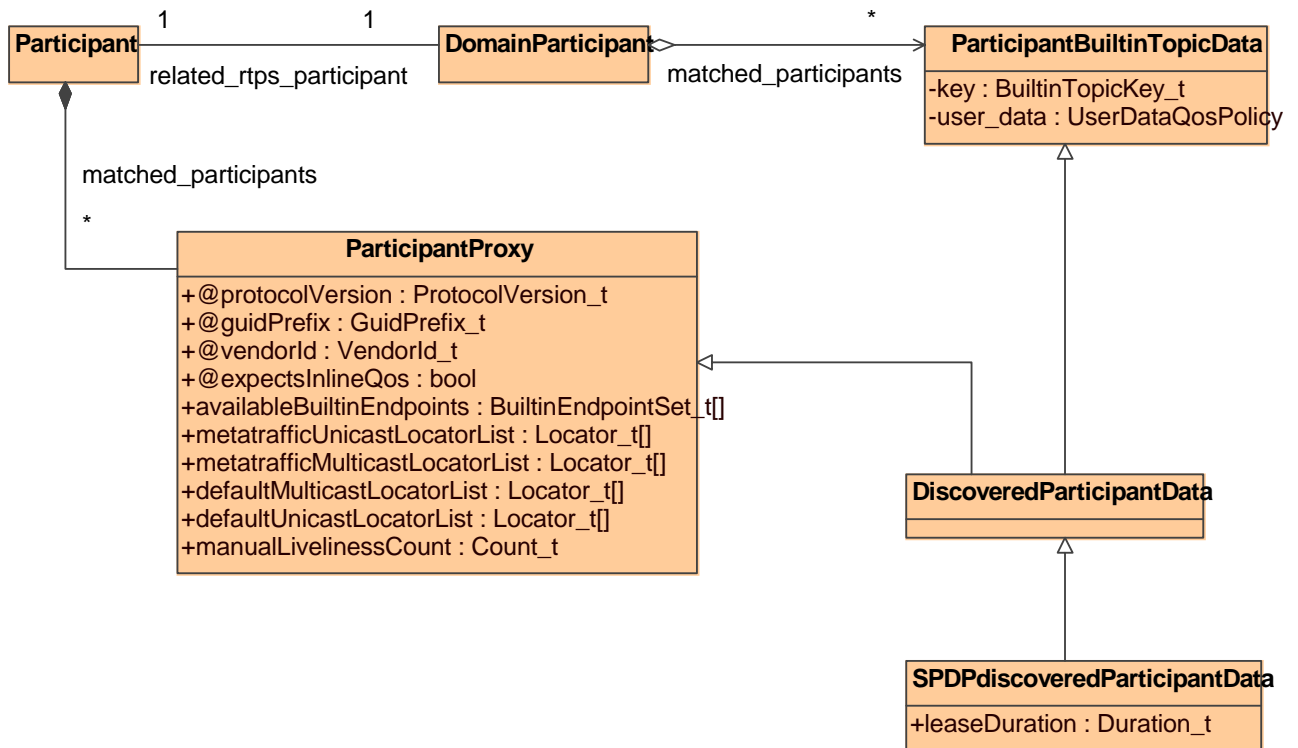 1
1
*
Participant
DomainParticipant
ParticipantBuiltinTopicData
related_rtps_participant
matched_participants
-key : BuiltinTopicKey_t
-user_data : UserDataQosPolicy
matched_participants
*
ParticipantProxy
+@protocolVersion : ProtocolVersion_t
+@guidPrefix : GuidPrefix_t
+@vendorId : VendorId_t
+@expectsInlineQos : bool
+availableBuiltinEndpoints : BuiltinEndpointSet_t[]
+metatrafficUnicastLocatorList : Locator_t[]
+metatrafficMulticastLocatorList : Locator_t[]
+defaultMulticastLocatorList : Locator_t[]
+defaultUnicastLocatorList : Locator_t[]
+manualLivelinessCount : Count_t
DiscoveredParticipantData
SPDPdiscoveredParticipantData
+leaseDuration : Duration_t